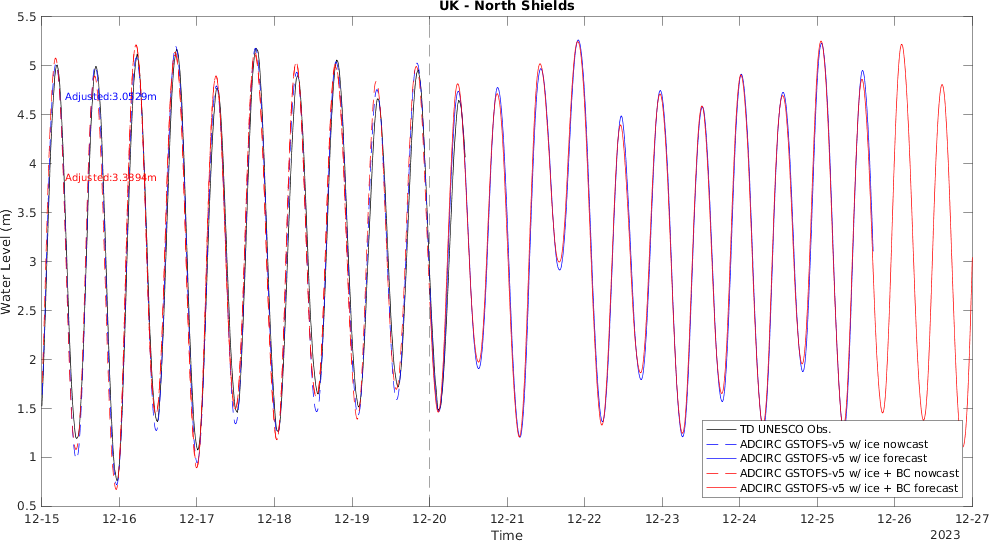 UK - North Shields
5.5
5
4.5
4
3.5
3
2.5
2
1.5
1
0.5
Water Level (m)
Adjusted:3.0529m
Adjusted:3.3394m
TD UNESCO Obs.
ADCIRC GSTOFS-v5 w/ ice nowcast
ADCIRC GSTOFS-v5 w/ ice forecast
ADCIRC GSTOFS-v5 w/ ice + BC nowcast
ADCIRC GSTOFS-v5 w/ ice + BC forecast
12-15 12-16 12-17 12-18 12-19 12-20 12-21 12-22 12-23 12-24 12-25 12-26 12-27
Time
2023